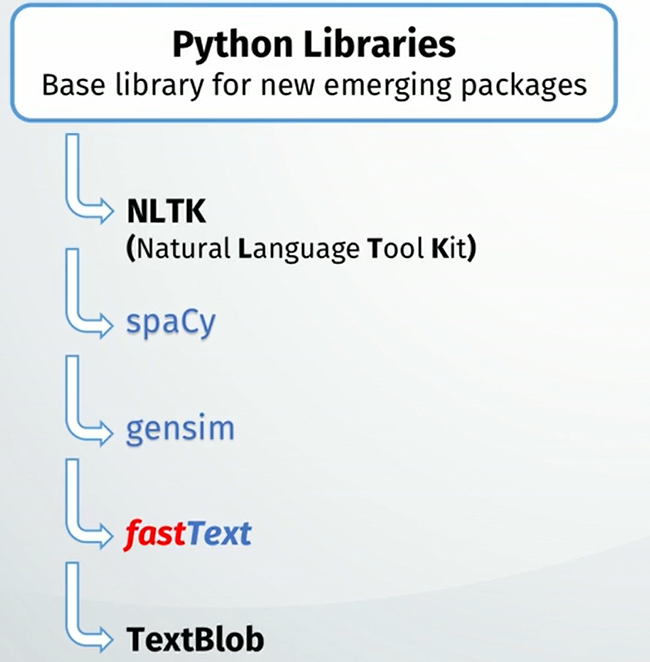 Python Libraries
Base library for new emerging packages
NLTK
(Natural Language Tool Kit)
spaCy
gensim
fastText
TextBlob